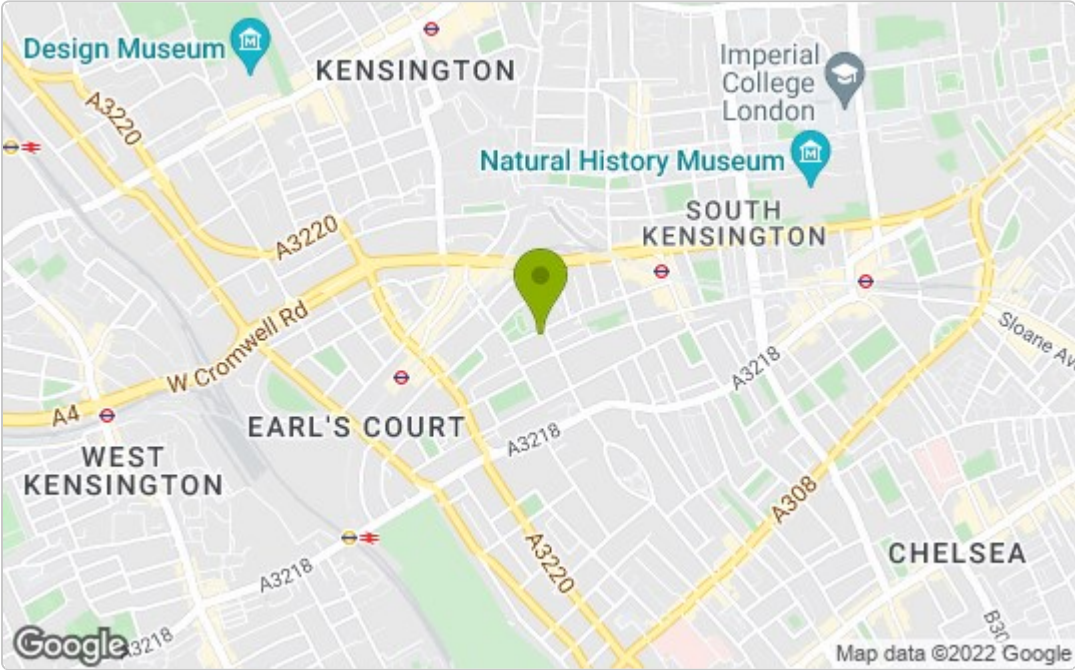 Design Museum
KENSINGTON
Imperial
College
London
A3220
Natural History Museum
SOUTH
KENSINGTON
A3220
W Cromwell Rd
Sloane Av
A3218
A4
EARL'S COURT
A3218
WEST
KENSINGTON
A308
A3220
CHELSEA
A3218
B30
A3218
Google
Map data ©2022 Google